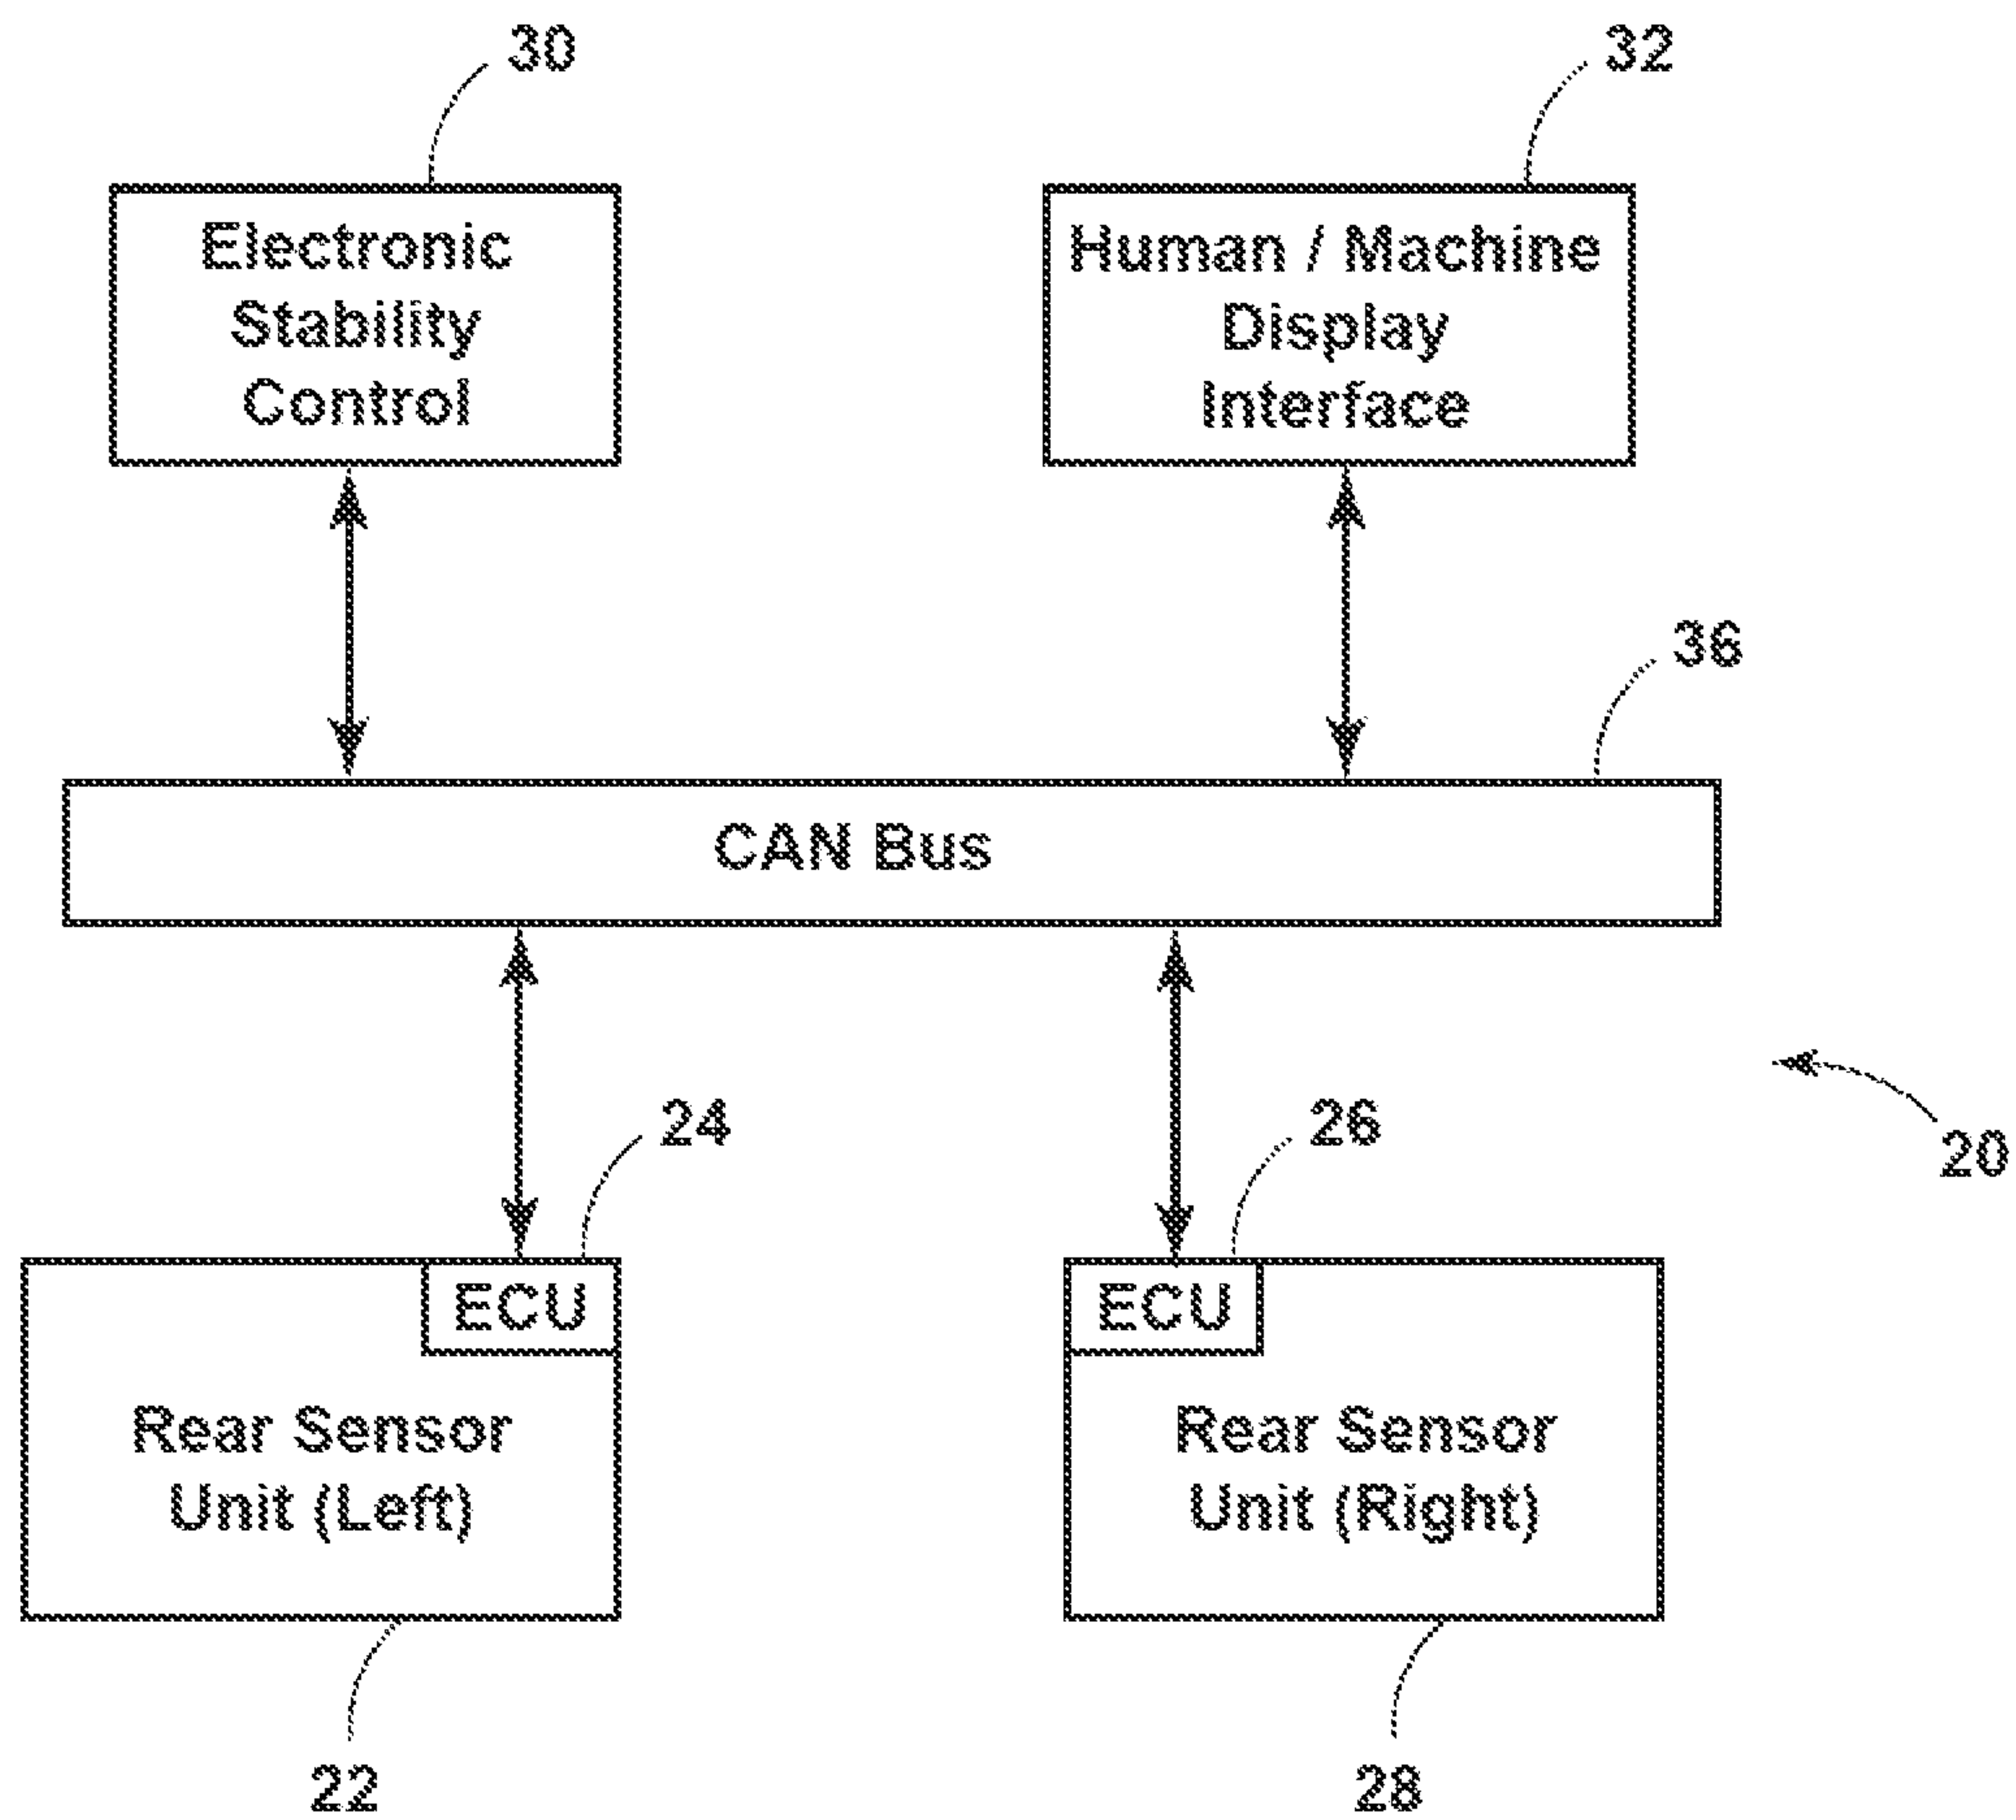 30
32
Electronic
Stability
Control
Human / Machine
Display
Interface
36
CAN Bus
24
26
20
ECU
Rear Sensor
Unit (Left)
ECU
Rear Sensor
Unit (Right)
22
28